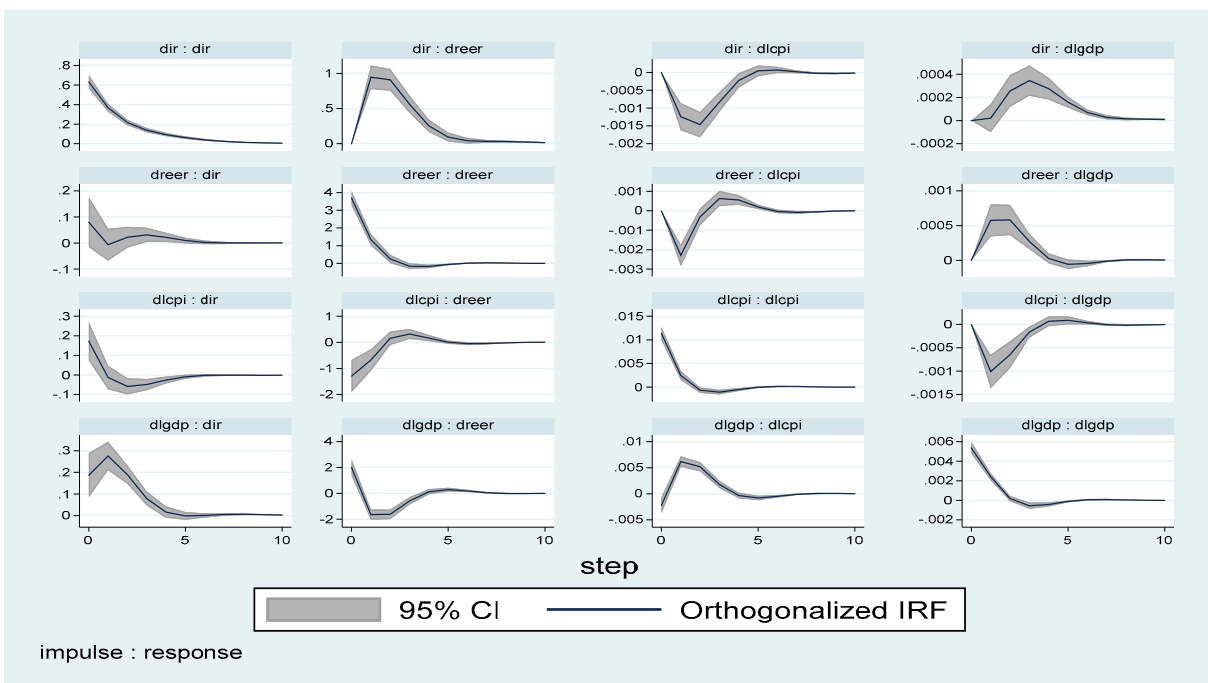 dir : dir dir : dreer dir : dlcpi dir : dlgdp
.8 .6 .4 .2 0
1 .5 0
0 -.0005 -.001 -.0015 -.002
.0004 .0002 0 -.0002
dreer : dir dreer : dreer dreer : dlcpi dreer : dlgdp
.2 .1 0 -.1
4 3 2 1 0
.001 0 -.001 -.002 -.003
.001 .0005 0
dlcpi : dir dlcpi : dreer dlcpi : dlcpi dlcpi : dlgdp
.3 .2 .1 0 -.1
1 0 -1 -2
.015 .01 .005 0
0 -.0005 -.001 -.0015
dlgdp : dir dlgdp : dreer dlgdp : dlcpi dlgdp : dlgdp
.3 .2 .1 0
4 2 0 -2
.01 .005 0 -.005
.006 .004 .002 0 -.002
0 5 10 0 5 10 0 5 10 0 5 10
step
95% CI Orthogonalized IRF
impulse : response